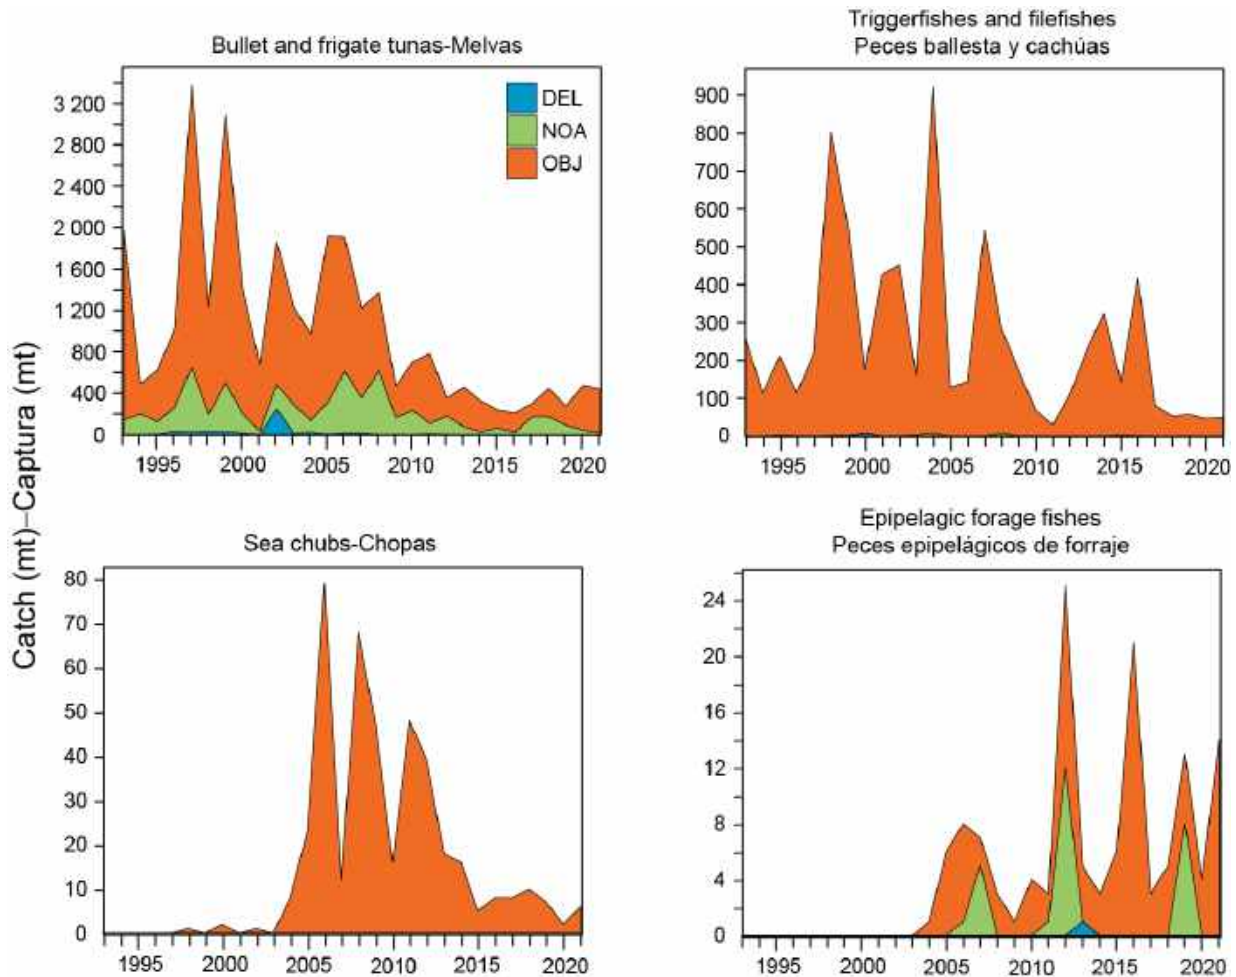 Catch (mt)–Captura (mt)
Bullet and frigate tunas-Melvas
3 200
2 800
2 400
2 000
1 600
1 200
800
400
0
DEL
NOA
OBJ
1995 2000 2005 2010 2015 2020
Triggerfishes and filefishes
Peces ballesta y cachúas
900
800
700
600
500
400
300
200
100
0
1995 2000 2005 2010 2015 2020
Sea chubs-Chopas
80
70
60
50
40
30
20
10
0
1995 2000 2005 2010 2015 2020
Epipelagic forage fishes
Peces epipelágicos de forraje
24
20
16
12
8
4
0
1995 2000 2005 2010 2015 2020